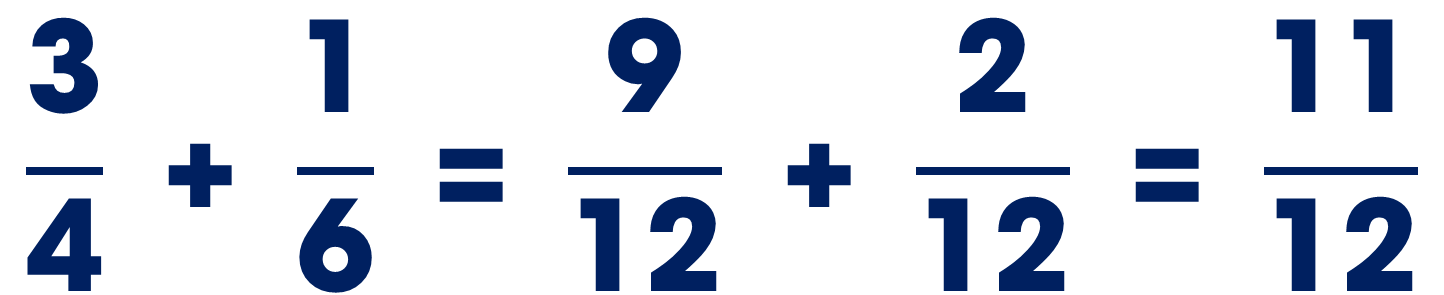 3/4 + 1/6 = 9/12 + 2/12 = 11/12